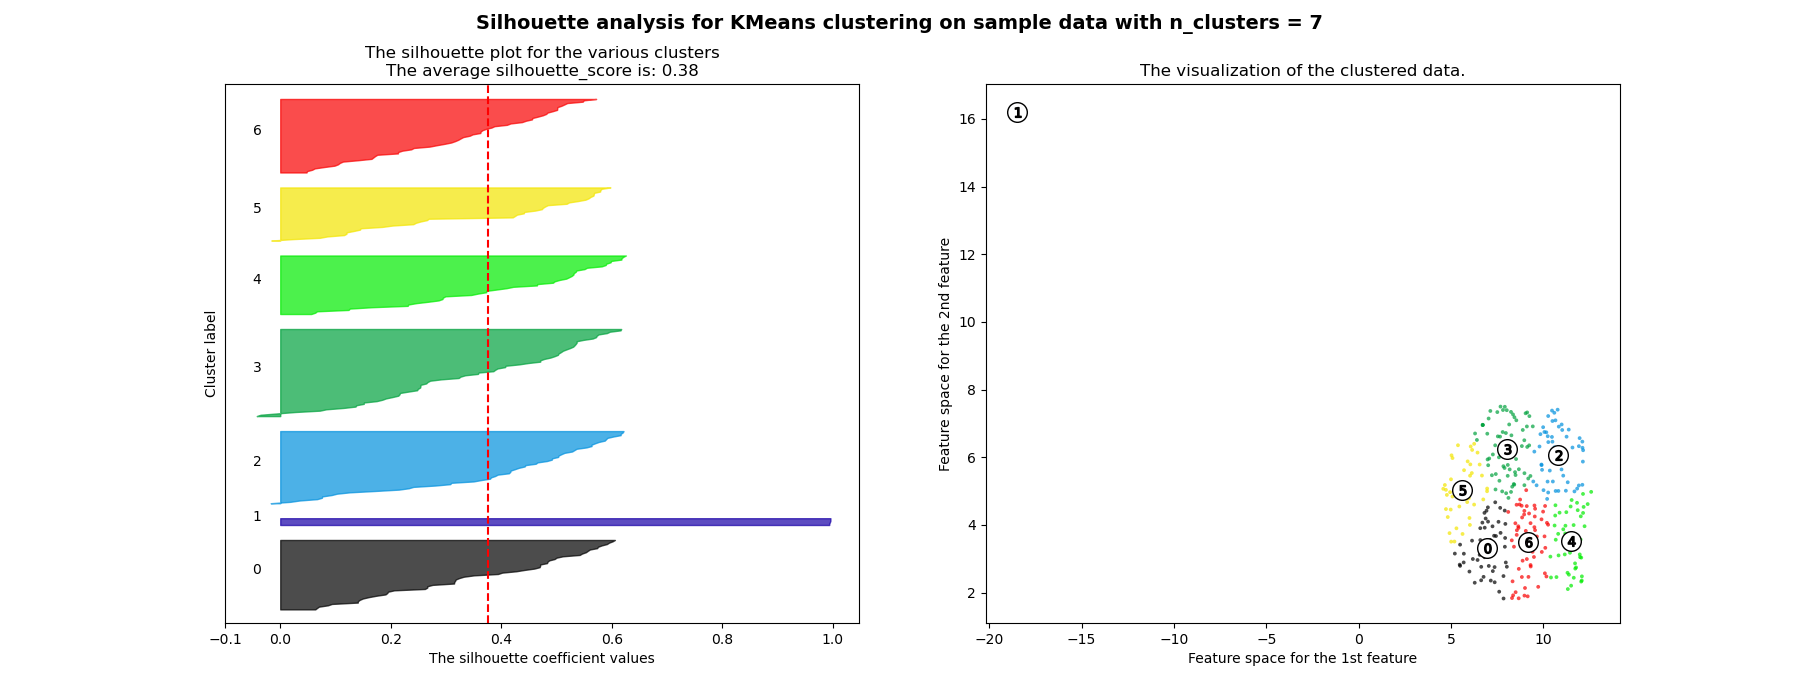 Silhouette analysis for KMeans clustering on sample data with n_clusters = 7
The silhouette plot for the various clusters
The average silhouette_score is: 0.38
6
5
4
3
2
1
0
Cluster label
−0.1 0.0 0.2 0.4 0.6 0.8 1.0
The silhouette coefficient values
The visualization of the clustered data.
16
14
12
10
8
6
4
2
Feature space for the 2nd feature
1
3
2
5
0
6
4
−20 −15 −10 −5 0 5 10
Feature space for the 1st feature